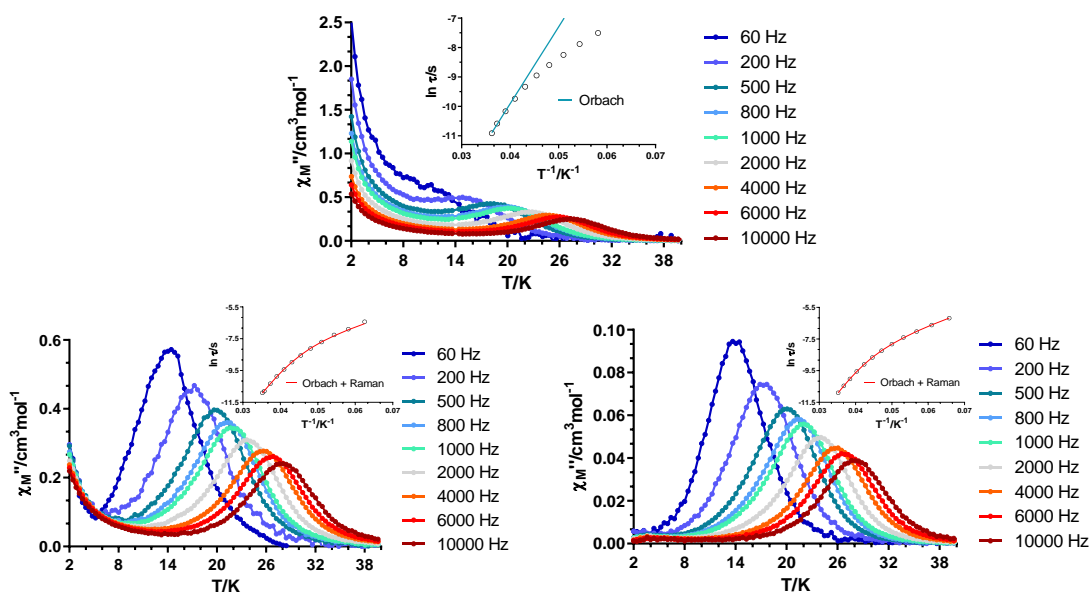 2.5
2.0
1.5
1.0
0.5
0.0
χM''/cm³mol⁻¹
2 8 14 20 26 32 38
T/K
-7
-8
-9
-10
-11
ln τ/s
0.03 0.04 0.05 0.06 0.07
T⁻¹/K⁻¹
Orbach
60 Hz
200 Hz
500 Hz
800 Hz
1000 Hz
2000 Hz
4000 Hz
6000 Hz
10000 Hz
0.6
0.4
0.2
0.0
χM''/cm³mol⁻¹
2 8 14 20 26 32 38
T/K
-5.5
-7.5
-9.5
-11.5
ln τ/s
0.03 0.04 0.05 0.06 0.07
T⁻¹/K⁻¹
Orbach + Raman
60 Hz
200 Hz
500 Hz
800 Hz
1000 Hz
2000 Hz
4000 Hz
6000 Hz
10000 Hz
0.10
0.08
0.06
0.04
0.02
0.00
χM''/cm³mol⁻¹
2 8 14 20 26 32 38
T/K
-5.5
-7.5
-9.5
-11.5
ln τ/s
0.03 0.04 0.05 0.06 0.07
T⁻¹/K⁻¹
Orbach + Raman
60 Hz
200 Hz
500 Hz
800 Hz
1000 Hz
2000 Hz
4000 Hz
6000 Hz
10000 Hz